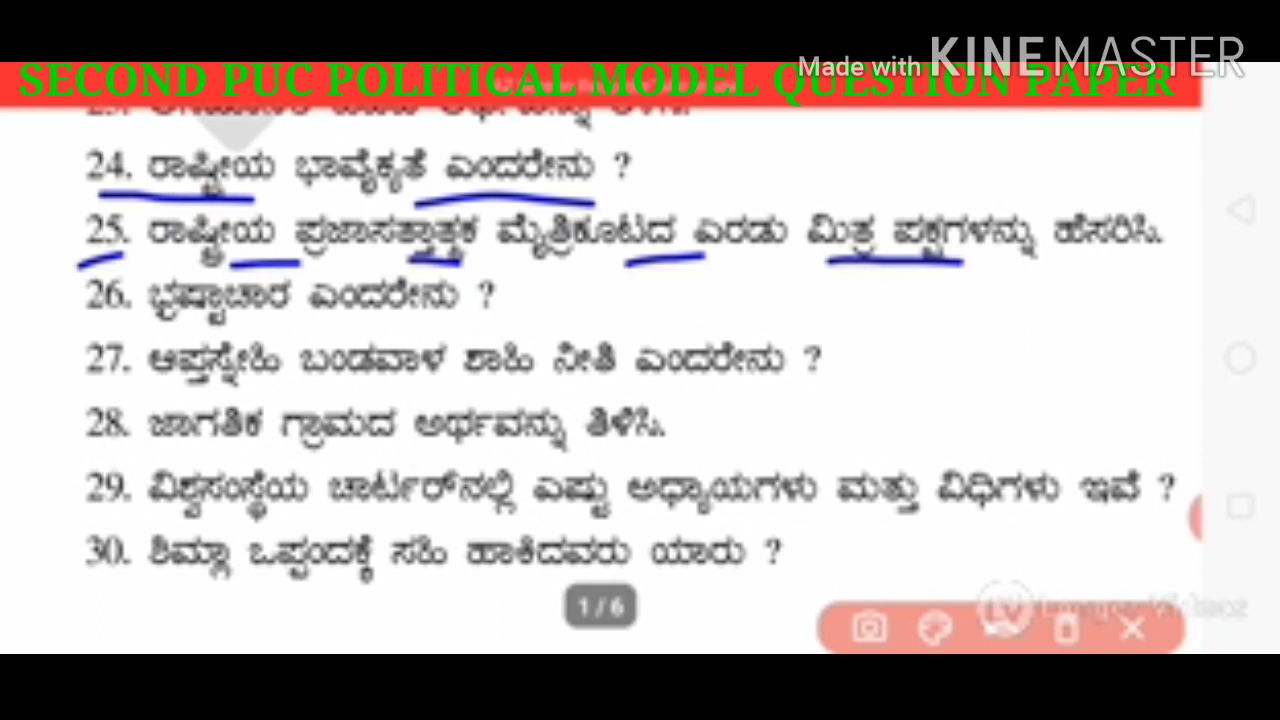 Made with KINEMASTER
SECOND PUC POLITICAL MODEL QUESTION PAPER
24. ರಾಷ್ಟ್ರೀಯ ಭಾವೈಕ್ಯತೆ ಎಂದರೇನು ?
25. ರಾಷ್ಟ್ರೀಯ ಪ್ರಜಾಸತ್ತಾತ್ಮಕ ಮೈತ್ರಿಕೂಟದ ಎರಡು ಮಿತ್ರ ಪಕ್ಷಗಳನ್ನು ಹೆಸರಿಸಿ.
26. ಭ್ರಷ್ಟಾಚಾರ ಎಂದರೇನು ?
27. ಆಪ್ತಸ್ನೇಹಿ ಬಂಡವಾಳ ಶಾಹಿ ನೀತಿ ಎಂದರೇನು ?
28. ಜಾಗತಿಕ ಗ್ರಾಮದ ಅರ್ಥವನ್ನು ತಿಳಿಸಿ.
29. ವಿಶ್ವಸಂಸ್ಥೆಯ ಚಾರ್ಟರ್‌ನಲ್ಲಿ ಎಷ್ಟು ಅಧ್ಯಾಯಗಳು ಮತ್ತು ವಿಧಿಗಳು ಇವೆ ?
30. ಶಿಮ್ಲಾ ಒಪ್ಪಂದಕ್ಕೆ ಸಹಿ ಹಾಕಿದವರು ಯಾರು ?
1 / 6